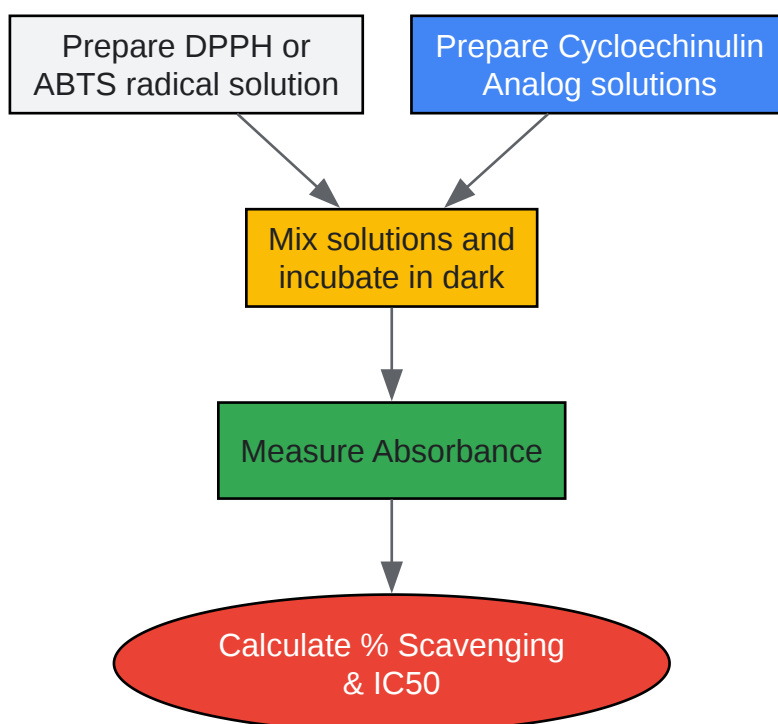 Prepare DPPH or
ABTS radical solution
Prepare Cycloechinulin
Analog solutions
Mix solutions and
incubate in dark
Measure Absorbance
Calculate % Scavenging
& IC50